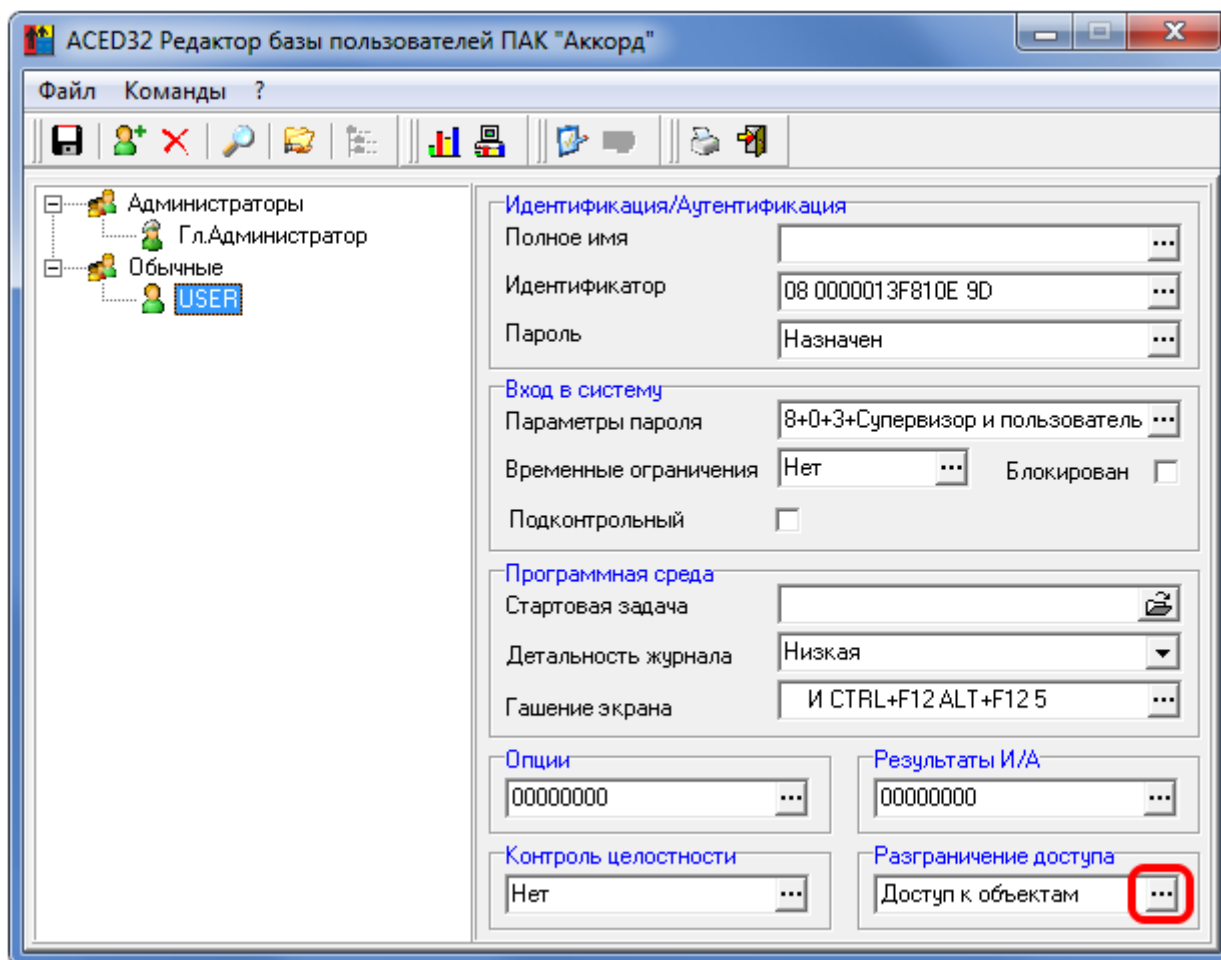 ACED32 Редактор базы пользователей ПАК "Аккорд"
Файл Команды ?
Администраторы
Гл.Администратор
Обычные
USER
Идентификация/Аутентификация
Полное имя ...
Идентификатор 08 0000013F810E 9D ...
Пароль Назначен ...
Вход в систему
Параметры пароля 8+0+3+Супервизор и пользователь ...
Временные ограничения Нет ... Блокирован
Подконтрольный
Программная среда
Стартовая задача
Детальность журнала Низкая
Гашение экрана И CTRL+F12 ALT+F12 5 ...
Опции Результаты И/А
00000000 ... 00000000 ...
Контроль целостности Разграничение доступа
Нет ... Доступ к объектам ...